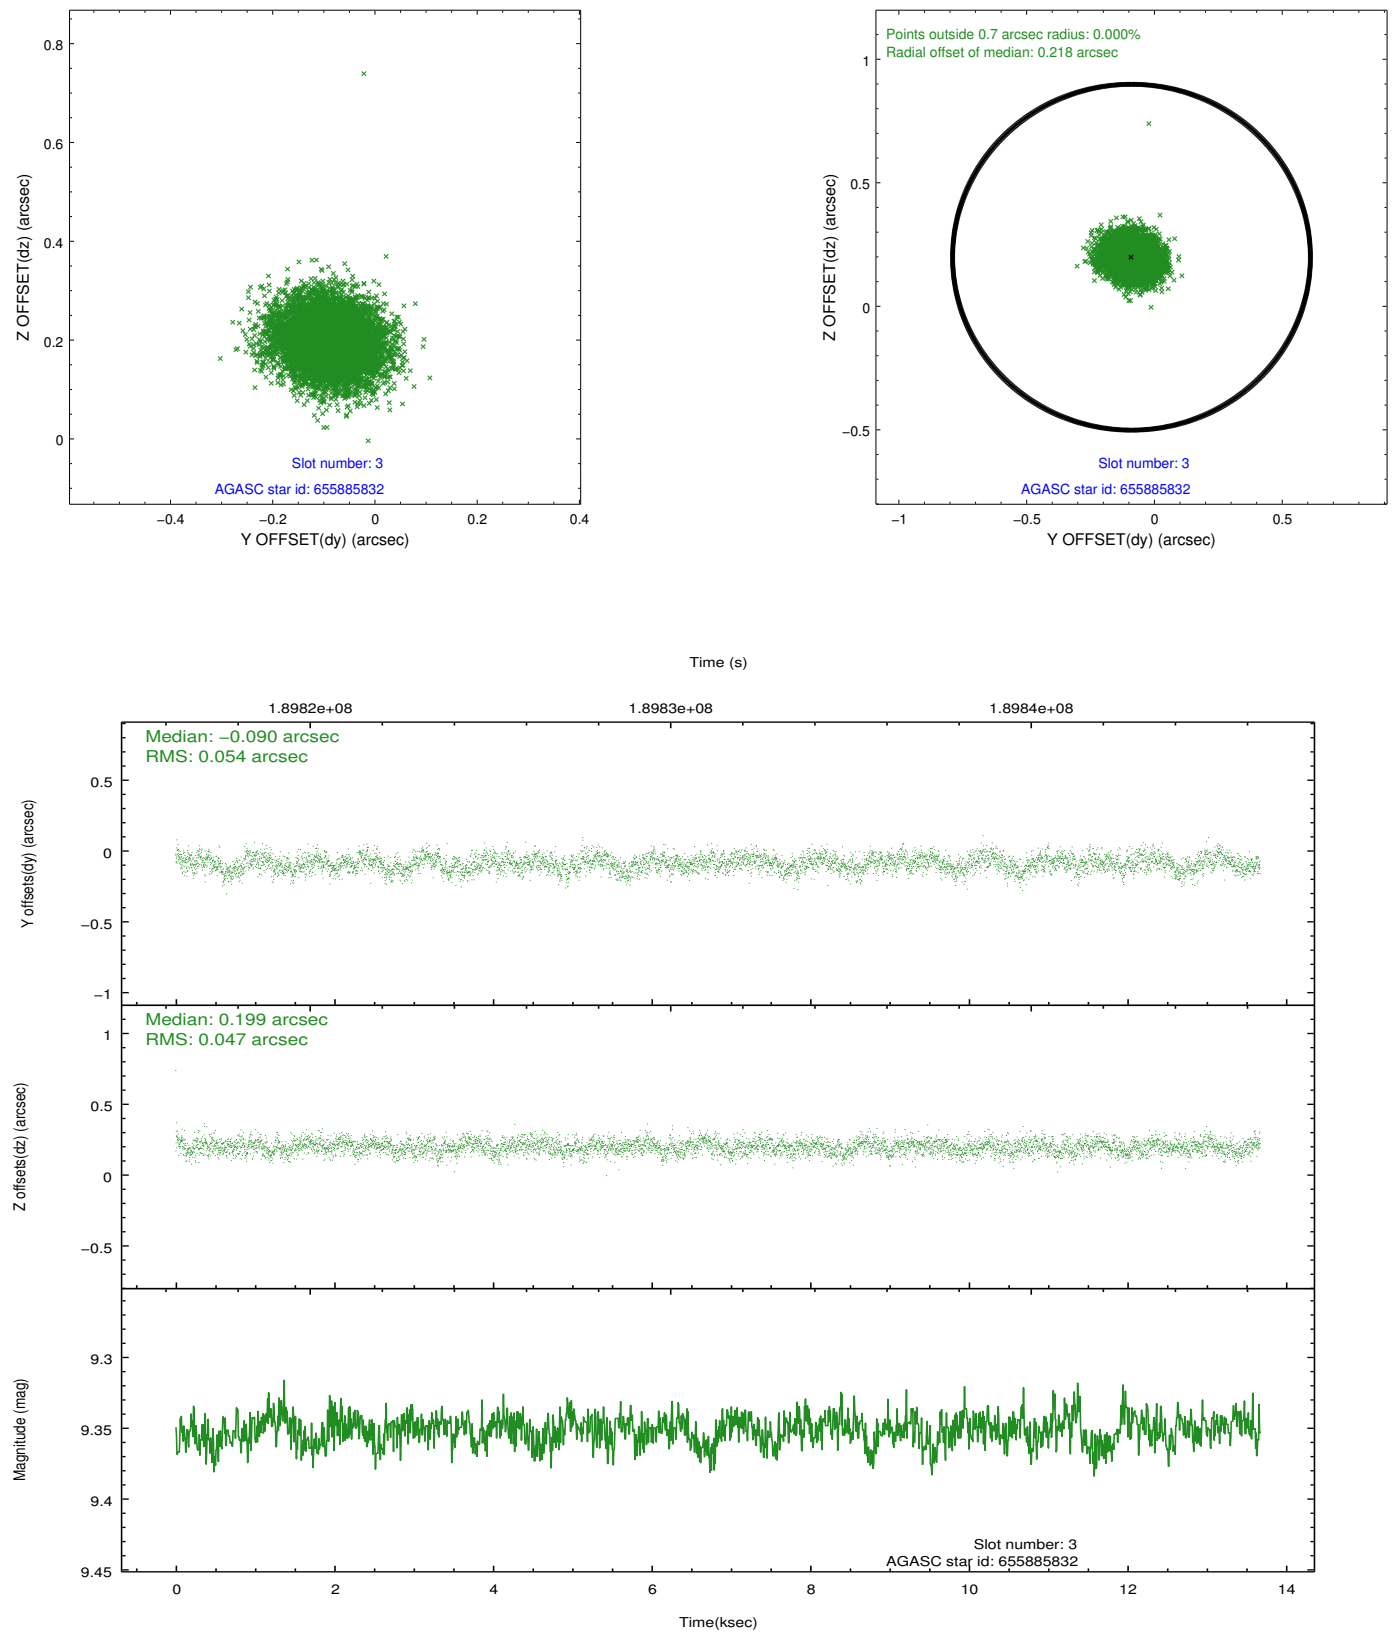 0.8
0.6
0.4
0.2
0
Z OFFSET(dz) (arcsec)
Slot number: 3
AGASC star id: 655885832
−0.4 −0.2 0 0.2 0.4
Y OFFSET(dy) (arcsec)
Points outside 0.7 arcsec radius: 0.000%
Radial offset of median: 0.218 arcsec
1
0.5
0
−0.5
Z OFFSET(dz) (arcsec)
Slot number: 3
AGASC star id: 655885832
−1 −0.5 0 0.5
Y OFFSET(dy) (arcsec)
Time (s)
1.8982e+08 1.8983e+08 1.8984e+08
Median: −0.090 arcsec
RMS: 0.054 arcsec
0.5
0
−0.5
−1
Y offsets(dy) (arcsec)
Median: 0.199 arcsec
RMS: 0.047 arcsec
1
0.5
0
−0.5
Z offsets(dz) (arcsec)
9.3
9.35
9.4
9.45
Magnitude (mag)
Slot number: 3
AGASC star id: 655885832
0 2 4 6 8 10 12 14
Time(ksec)